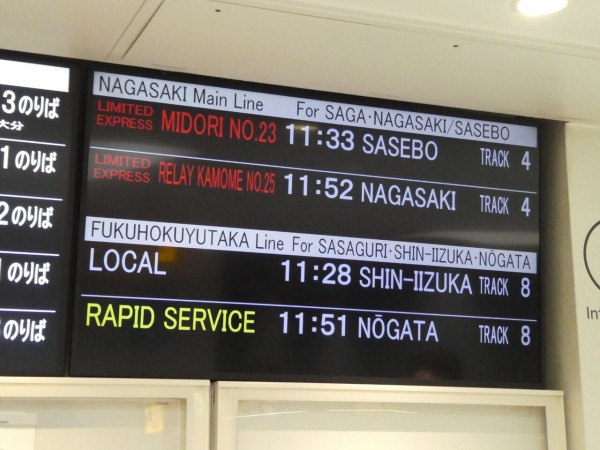 3のりば
大分
1のりば
2のりば
のりば
のりば
NAGASAKI Main Line For SAGA·NAGASAKI/SASEBO
LIMITED EXPRESS MIDORI NO.23 11:33 SASEBO TRACK 4
LIMITED EXPRESS RELAY KAMOME NO.25 11:52 NAGASAKI TRACK 4
FUKUHOKUYUTAKA Line For SASAGURI·SHIN-IIZUKA·NŌGATA
LOCAL 11:28 SHIN-IIZUKA TRACK 8
RAPID SERVICE 11:51 NŌGATA TRACK 8